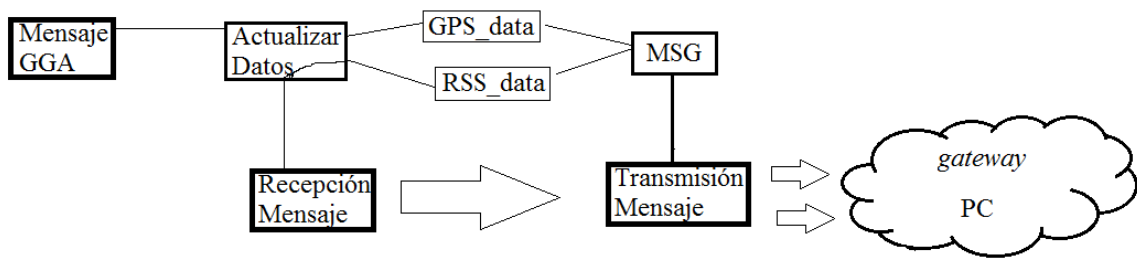 Mensaje
GGA
Actualizar
Datos
GPS_data
RSS_data
MSG
Recepción
Mensaje
Transmisión
Mensaje
gateway
PC